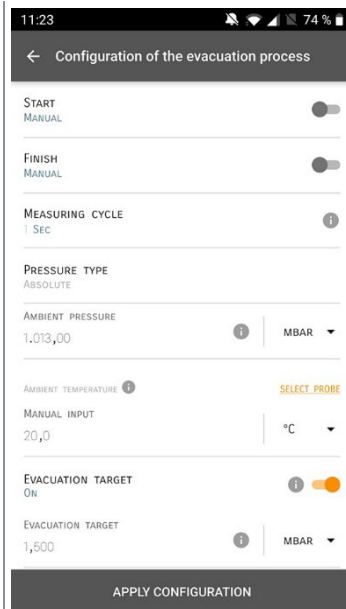 11:23
74 %
Configuration of the evacuation process
START
MANUAL
FINISH
MANUAL
MEASURING CYCLE
1 SEC
PRESSURE TYPE
ABSOLUTE
AMBIENT PRESSURE
1.013,00 MBAR
AMBIENT TEMPERATURE SELECT PROBE
MANUAL INPUT
20,0 °C
EVACUATION TARGET
ON
EVACUATION TARGET
1,500 MBAR
APPLY CONFIGURATION